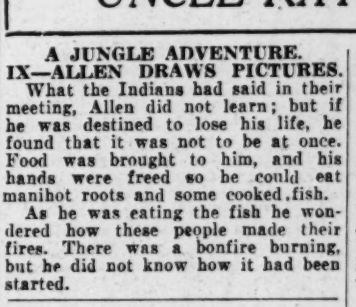 A JUNGLE ADVENTURE.
IX—ALLEN DRAWS PICTURES.
What the Indians had said in their
meeting, Allen did not learn; but if
he was destined to lose his life, he
found that it was not to be at once.
Food was brought to him, and his
hands were freed so he could eat
manihot roots and some cooked.fish.
As he was eating the fish he won-
dered how these people made their
fires. There was a bonfire burning,
but he did not know how it had been
started.